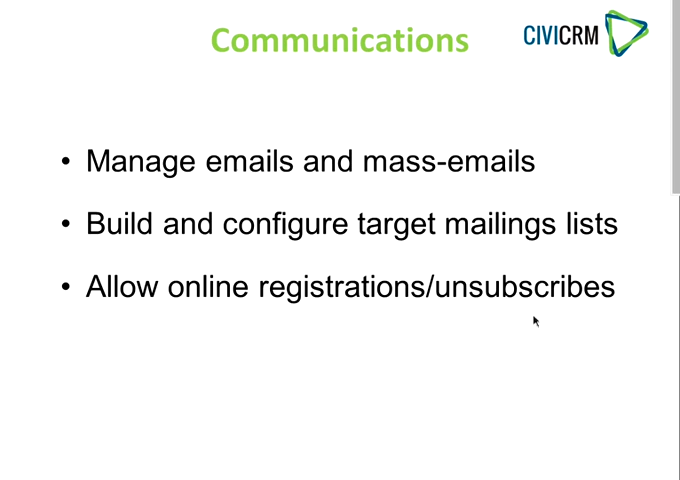 Communications
CIVICRM
• Manage emails and mass-emails
• Build and configure target mailings lists
• Allow online registrations/unsubscribes